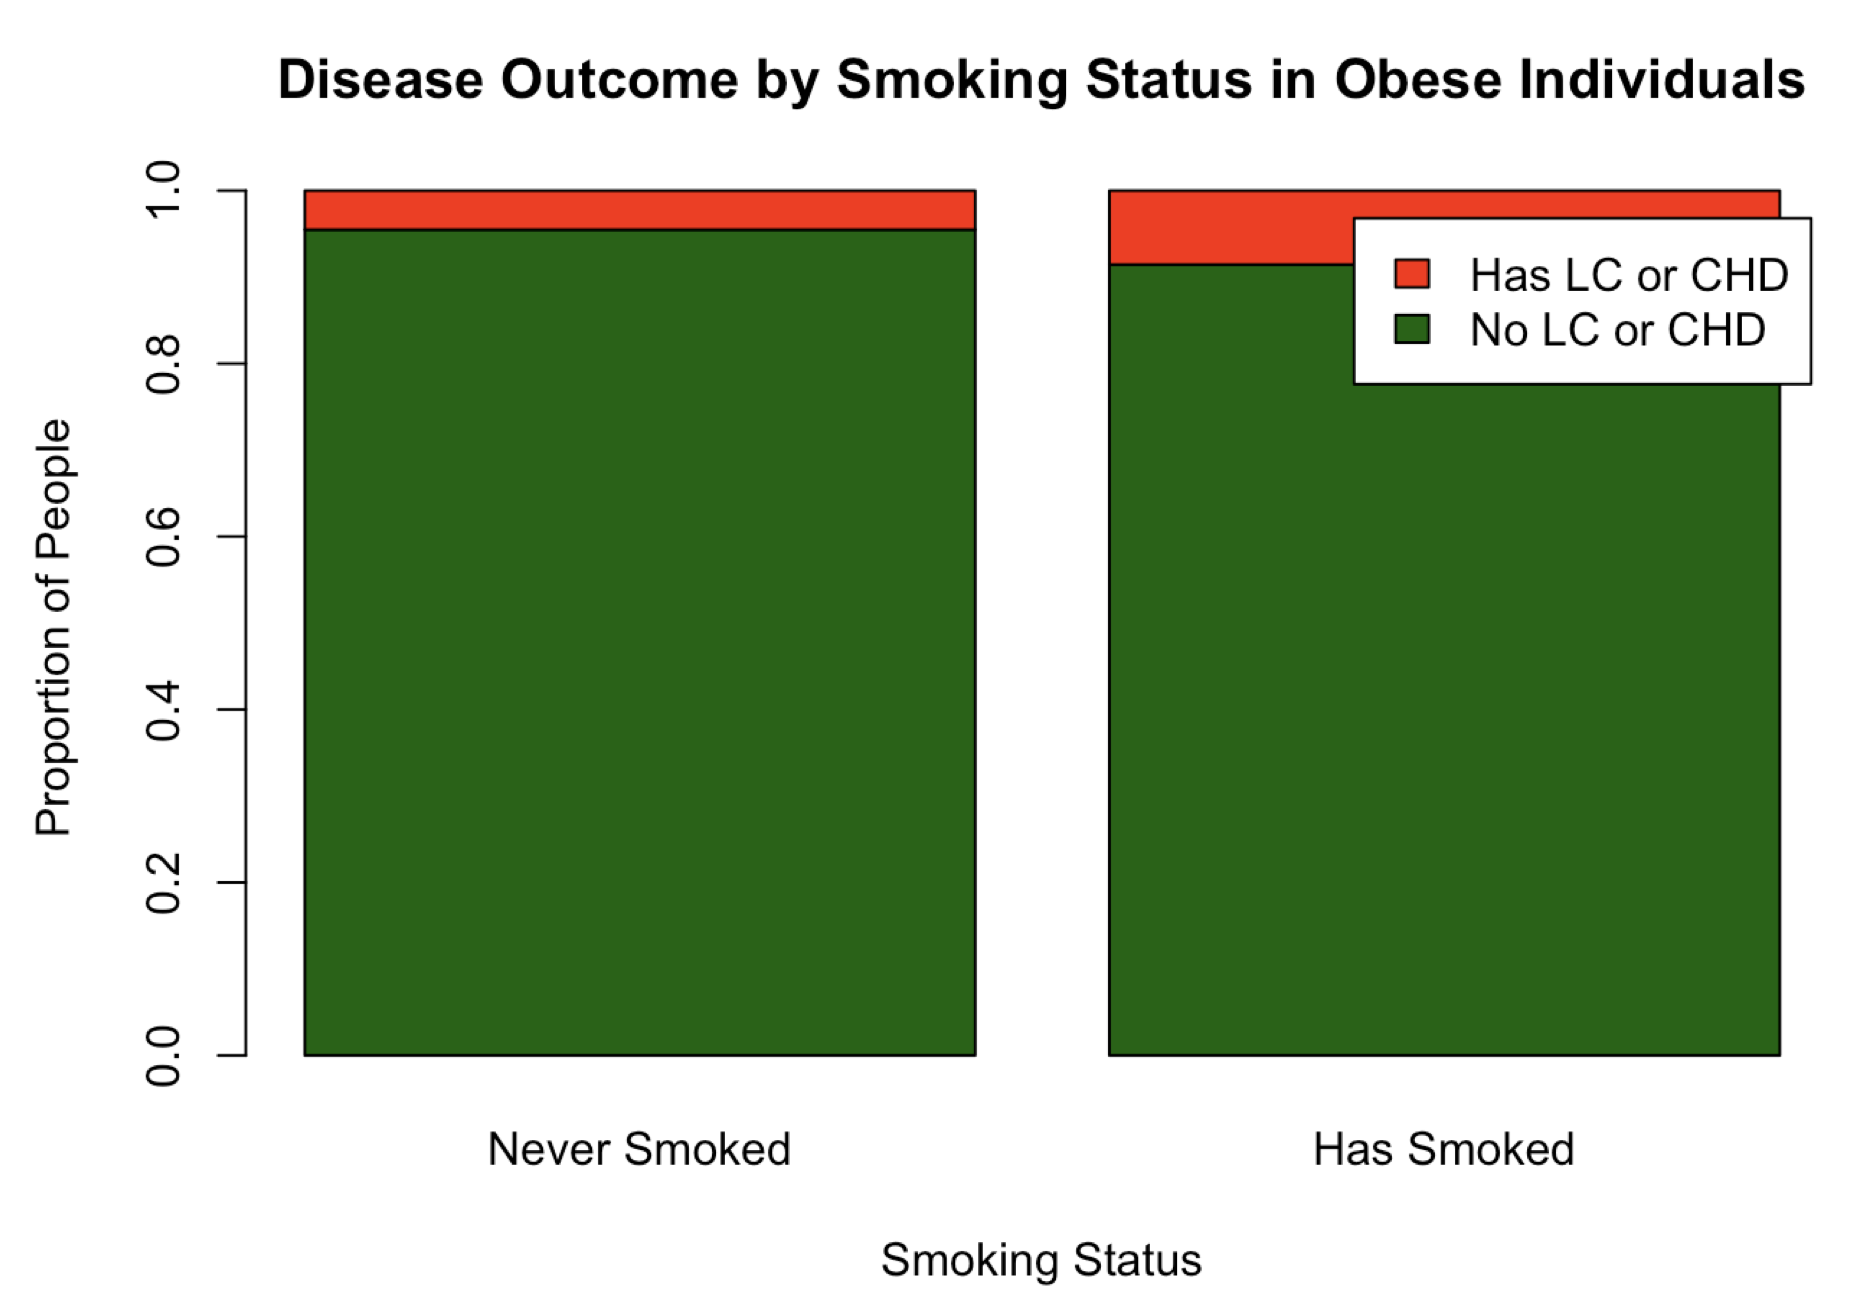 Disease Outcome by Smoking Status in Obese Individuals
Proportion of People
1.0
0.8
0.6
0.4
0.2
0.0
Has LC or CHD
No LC or CHD
Never Smoked
Has Smoked
Smoking Status